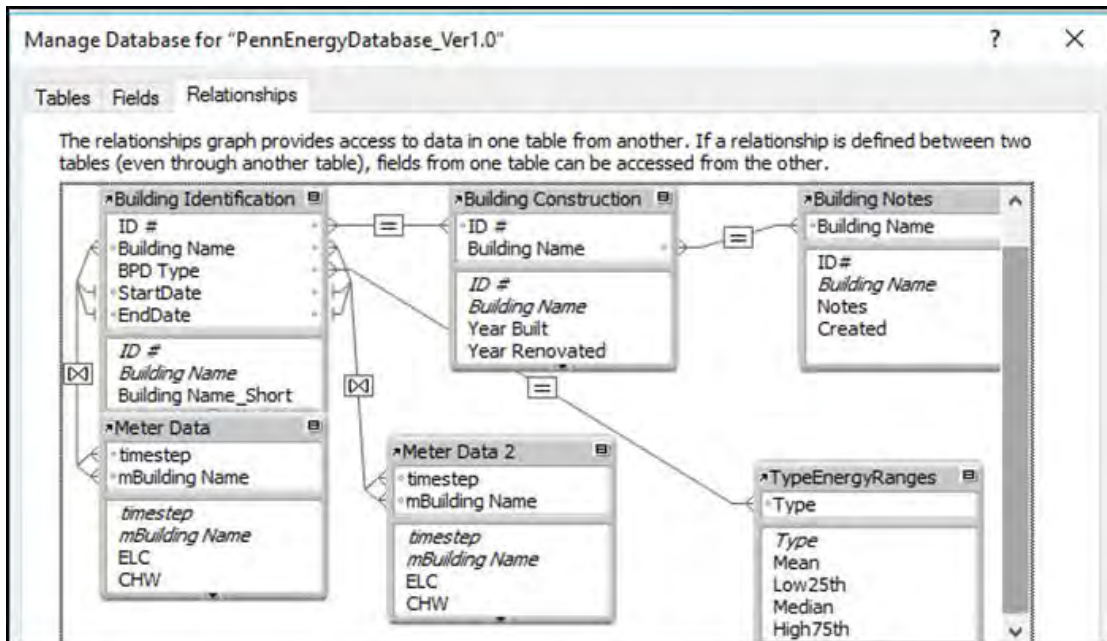 Manage Database for "PennEnergyDatabase_Ver1.0"
?
Tables Fields Relationships
The relationships graph provides access to data in one table from another. If a relationship is defined between two
tables (even through another table), fields from one table can be accessed from the other.
Building Identification
ID #
Building Name
BPD Type
StartDate
EndDate
ID #
Building Name
Building Name_Short
Building Construction
ID #
Building Name
ID #
Building Name
Year Built
Year Renovated
Building Notes
Building Name
ID#
Building Name
Notes
Created
=
=
=
Meter Data
timestep
mBuilding Name
timestep
mBuilding Name
ELC
CHW
Meter Data 2
timestep
mBuilding Name
timestep
mBuilding Name
ELC
CHW
TypeEnergyRanges
Type
Type
Mean
Low25th
Median
High75th